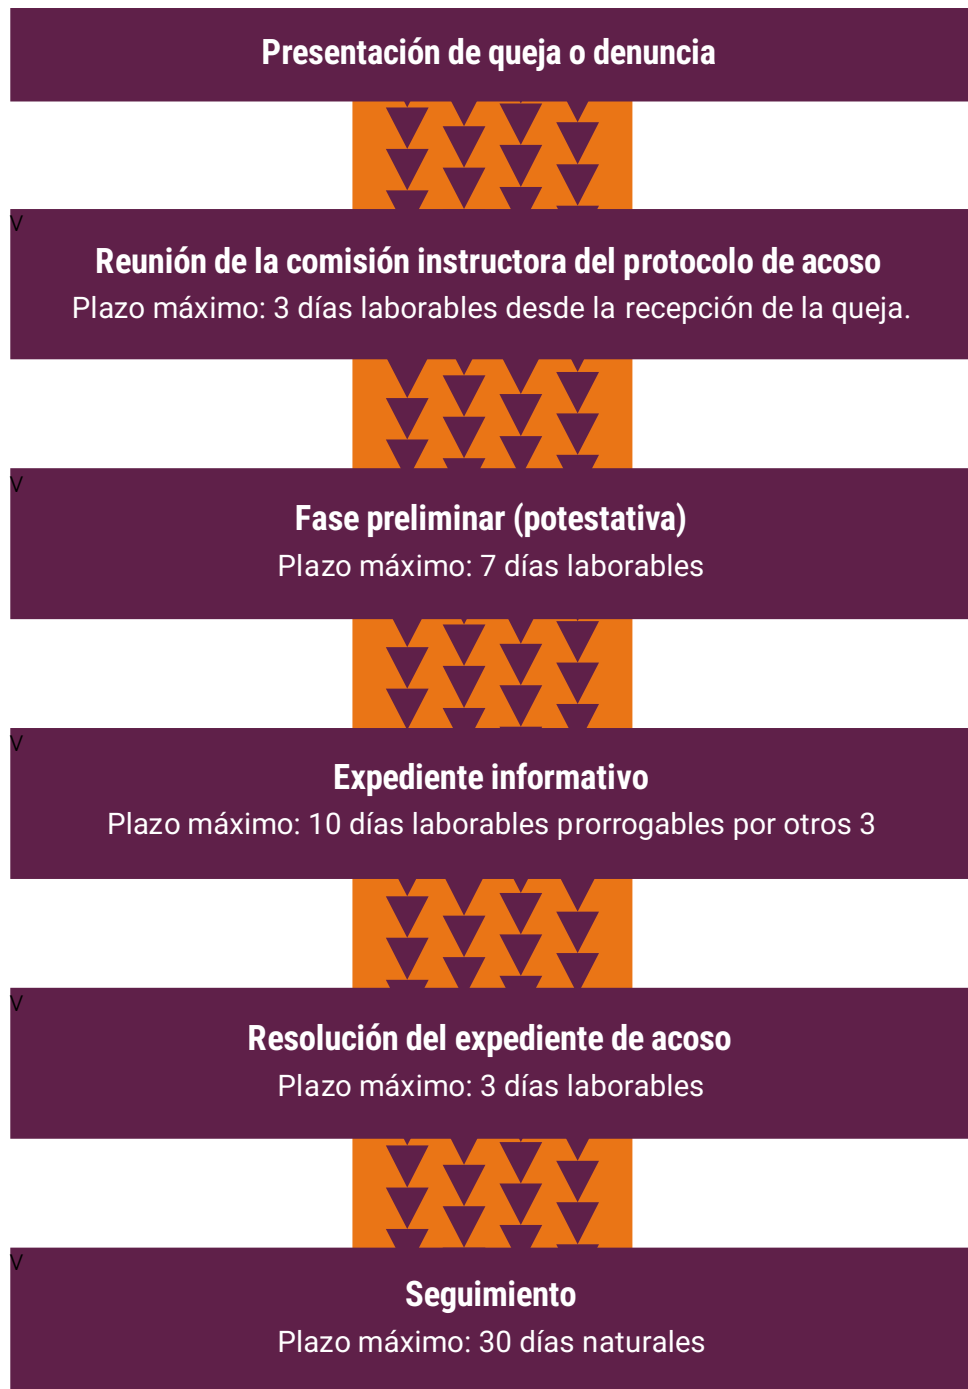 Presentación de queja o denuncia
V
Reunión de la comisión instructora del protocolo de acoso
Plazo máximo: 3 días laborables desde la recepción de la queja.
V
Fase preliminar (potestativa)
Plazo máximo: 7 días laborables
V
Expediente informativo
Plazo máximo: 10 días laborables prorrogables por otros 3
V
Resolución del expediente de acoso
Plazo máximo: 3 días laborables
V
Seguimiento
Plazo máximo: 30 días naturales